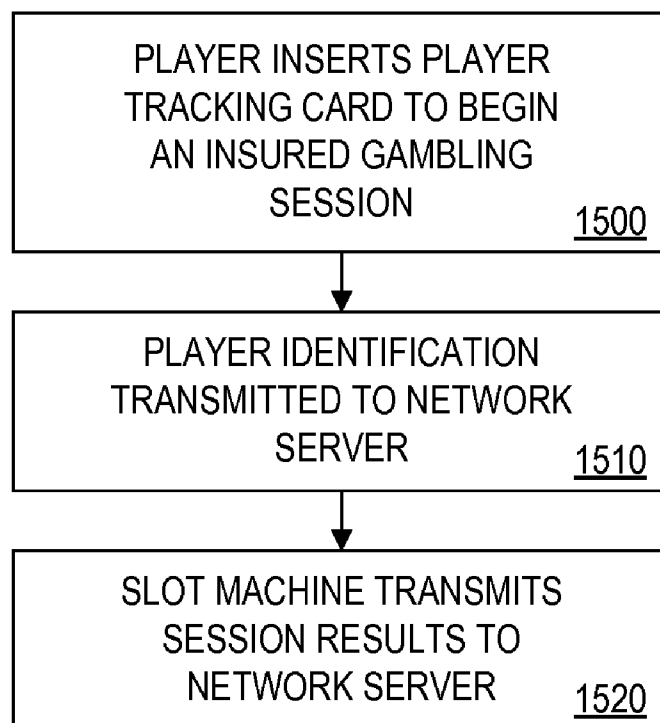 PLAYER INSERTS PLAYER
TRACKING CARD TO BEGIN
AN INSURED GAMBLING
SESSION
1500
PLAYER IDENTIFICATION
TRANSMITTED TO NETWORK
SERVER
1510
SLOT MACHINE TRANSMITS
SESSION RESULTS TO
NETWORK SERVER
1520